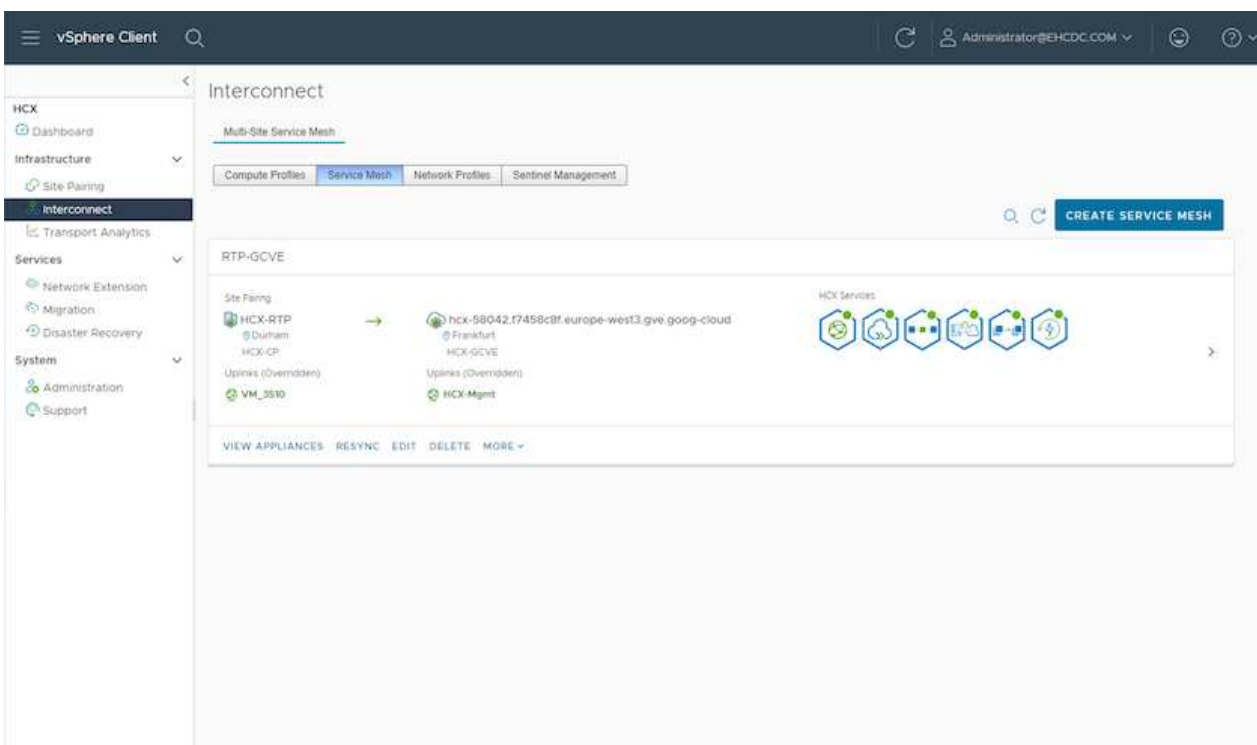 vSphere Client
Administrator@EHCDC.COM
HCX
Dashboard
Infrastructure
Site Pairing
Interconnect
Transport Analytics
Services
Network Extension
Migration
Disaster Recovery
System
Administration
Support
Interconnect
Multi-Site Service Mesh
Compute Profiles Service Mesh Network Profiles Sentinel Management
CREATE SERVICE MESH
RTP-GCVE
Site Pairing
HCX-RTP → hcx-58042.f7458c8f.europe-west3.gve.goog-cloud
Durham Frankfurt
HCX-CP HCX-GCVE
Uplinks (Overridden) Uplinks (Overridden)
VM_3510 HCX-Mgmt
HCX Services
VIEW APPLIANCES RESYNC EDIT DELETE MORE